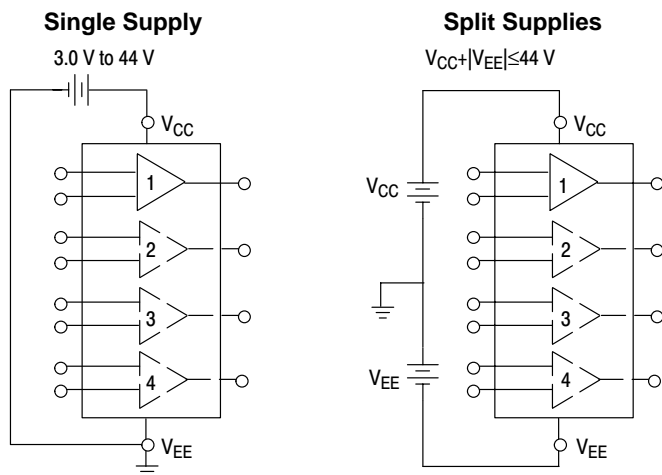 Single Supply
3.0 V to 44 V
VCC
1
2
3
4
VEE
Split Supplies
VCC+|VEE|≤44 V
VCC
VCC
1
2
3
VEE
4
VEE